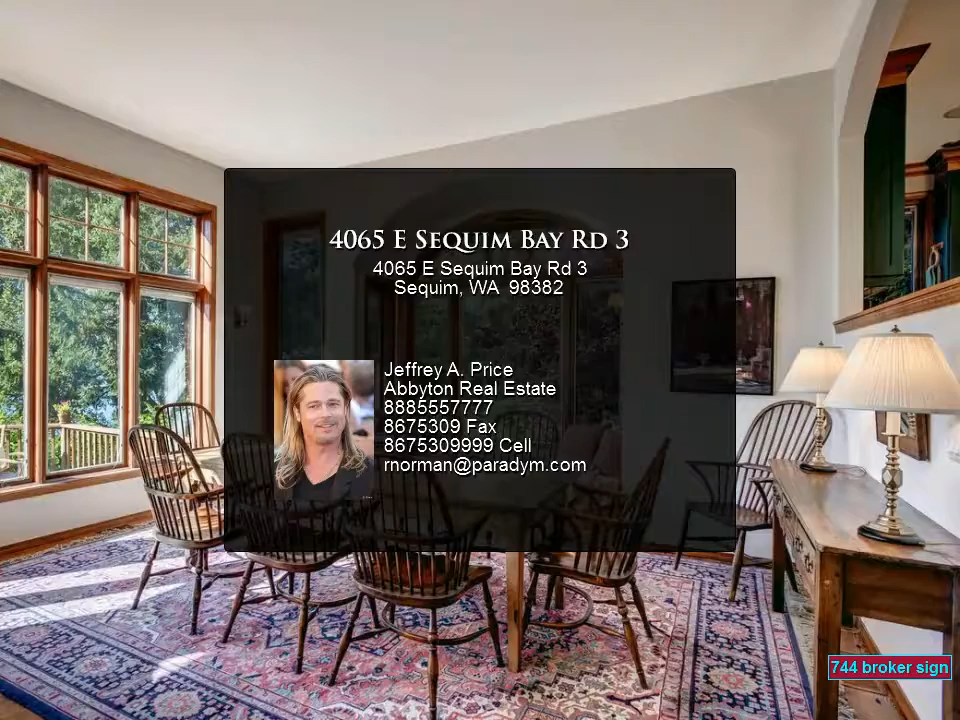 4065 E Sequim Bay Rd 3
4065 E Sequim Bay Rd 3
Sequim, WA  98382
Jeffrey A. Price
Abbyton Real Estate
8885557777
8675309 Fax
8675309999 Cell
rnorman@paradym.com
744 broker sign